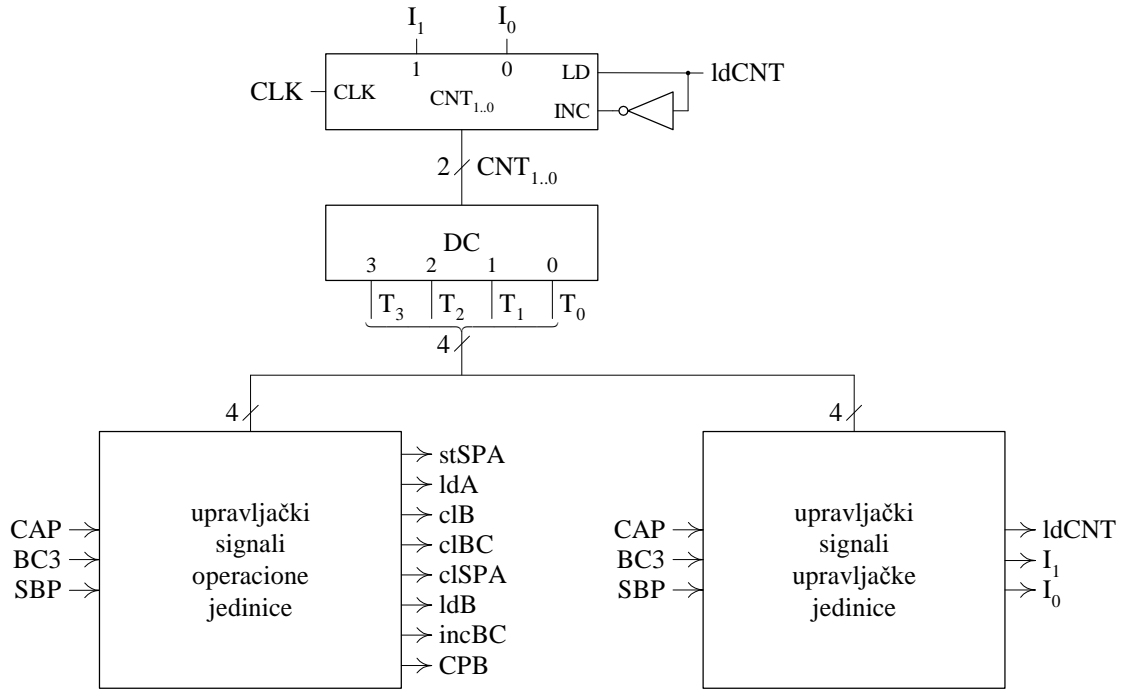 I₁ I₀
1 0 LD ldCNT
CLK CLK CNT₁..₀ INC
2 CNT₁..₀
DC
3 2 1 0
T₃ T₂ T₁ T₀
4
4 4
stSPA
ldA
upravljački clB upravljački
CAP signali clBC CAP signali ldCNT
BC3 operacione clSPA BC3 upravljačke I₁
SBP jedinice ldB SBP jedinice I₀
incBC
CPB